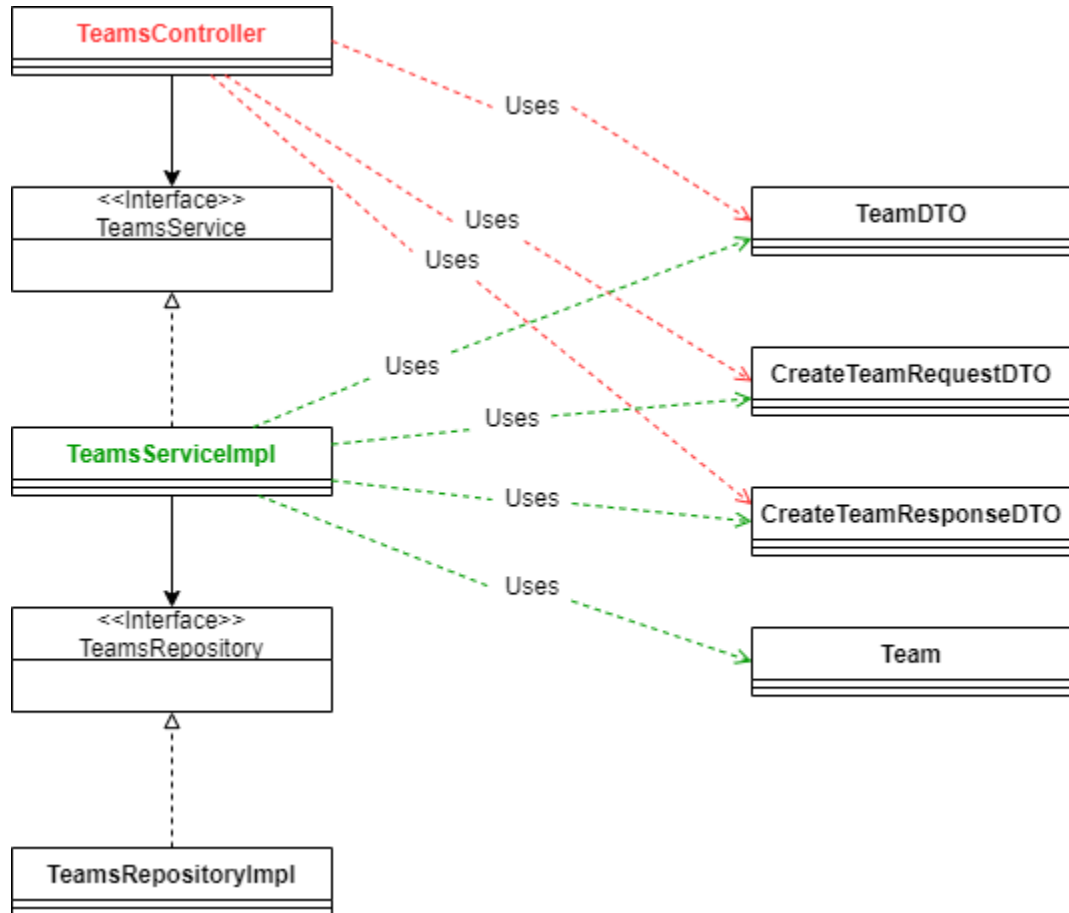 TeamsController
Uses
<<Interface>>
TeamsService
Uses
TeamDTO
Uses
Uses
CreateTeamRequestDTO
Uses
TeamsServiceImpl
Uses
CreateTeamResponseDTO
Uses
<<Interface>>
TeamsRepository
Team
TeamsRepositoryImpl